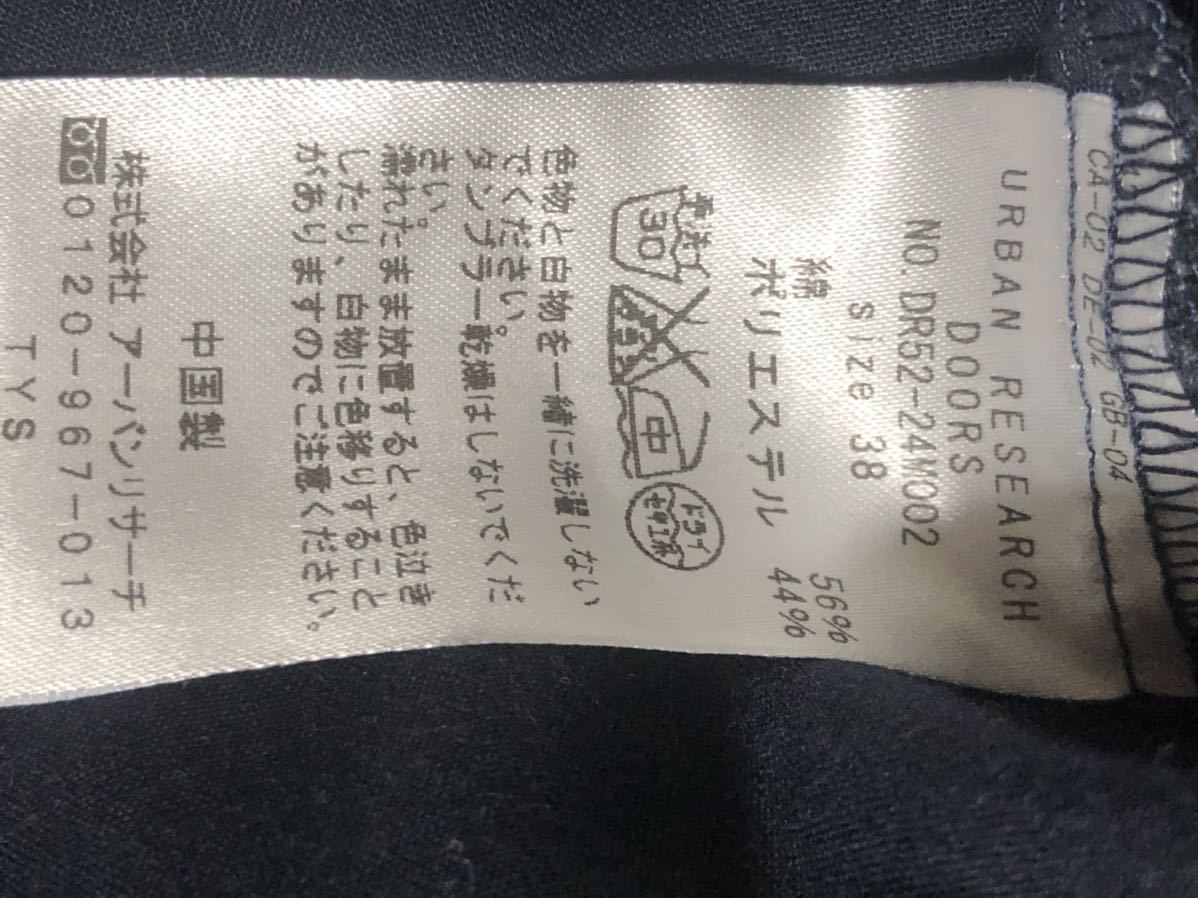 CA-02 DE-02 GB-04
URBAN RESEARCH
DOORS
NO. DR52-24M002
size 38
綿 56%
ポリエステル 44%
手洗イ 30
中
ドライ
セキユ系
色物と白物を一緒に洗濯しない
でください。
タンブラー乾燥はしないでくだ
さい。
濡れたまま放置すると、色泣き
したり、白物に色移りすること
がありますのでご注意ください。
中国製
株式会社 アーバンリサーチ
0120-967-013
TYS